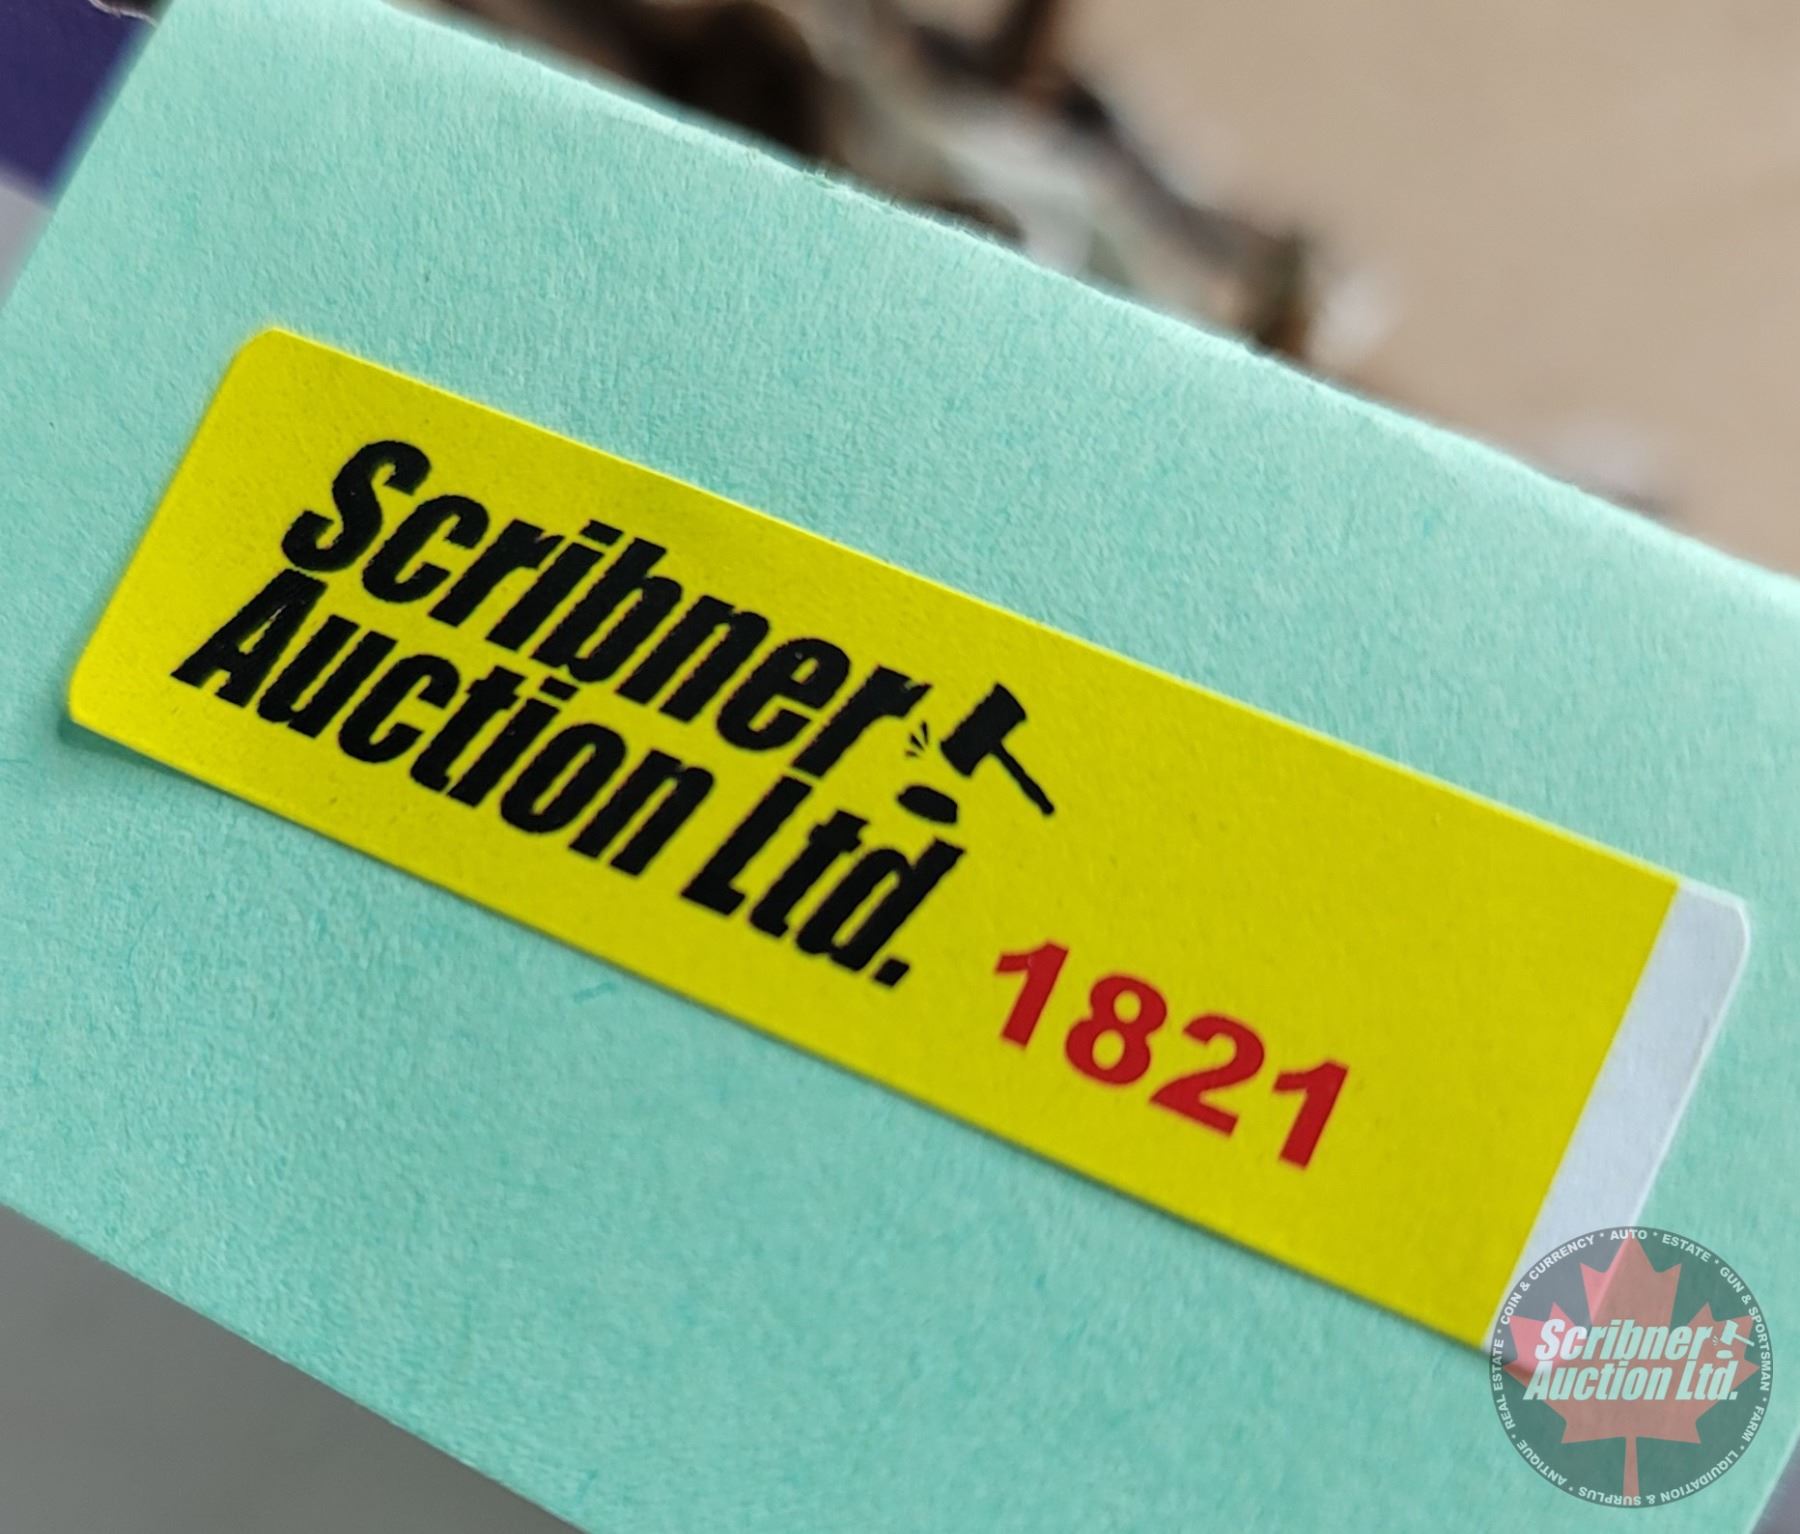 Scribner
Auction Ltd.
1821
COIN & CURRENCY • AUTO • ESTATE • GUN & SPORTSMAN • FARM • LIQUIDATION & SURPLUS • ANTIQUE • REAL ESTATE •
Scribner
Auction Ltd.